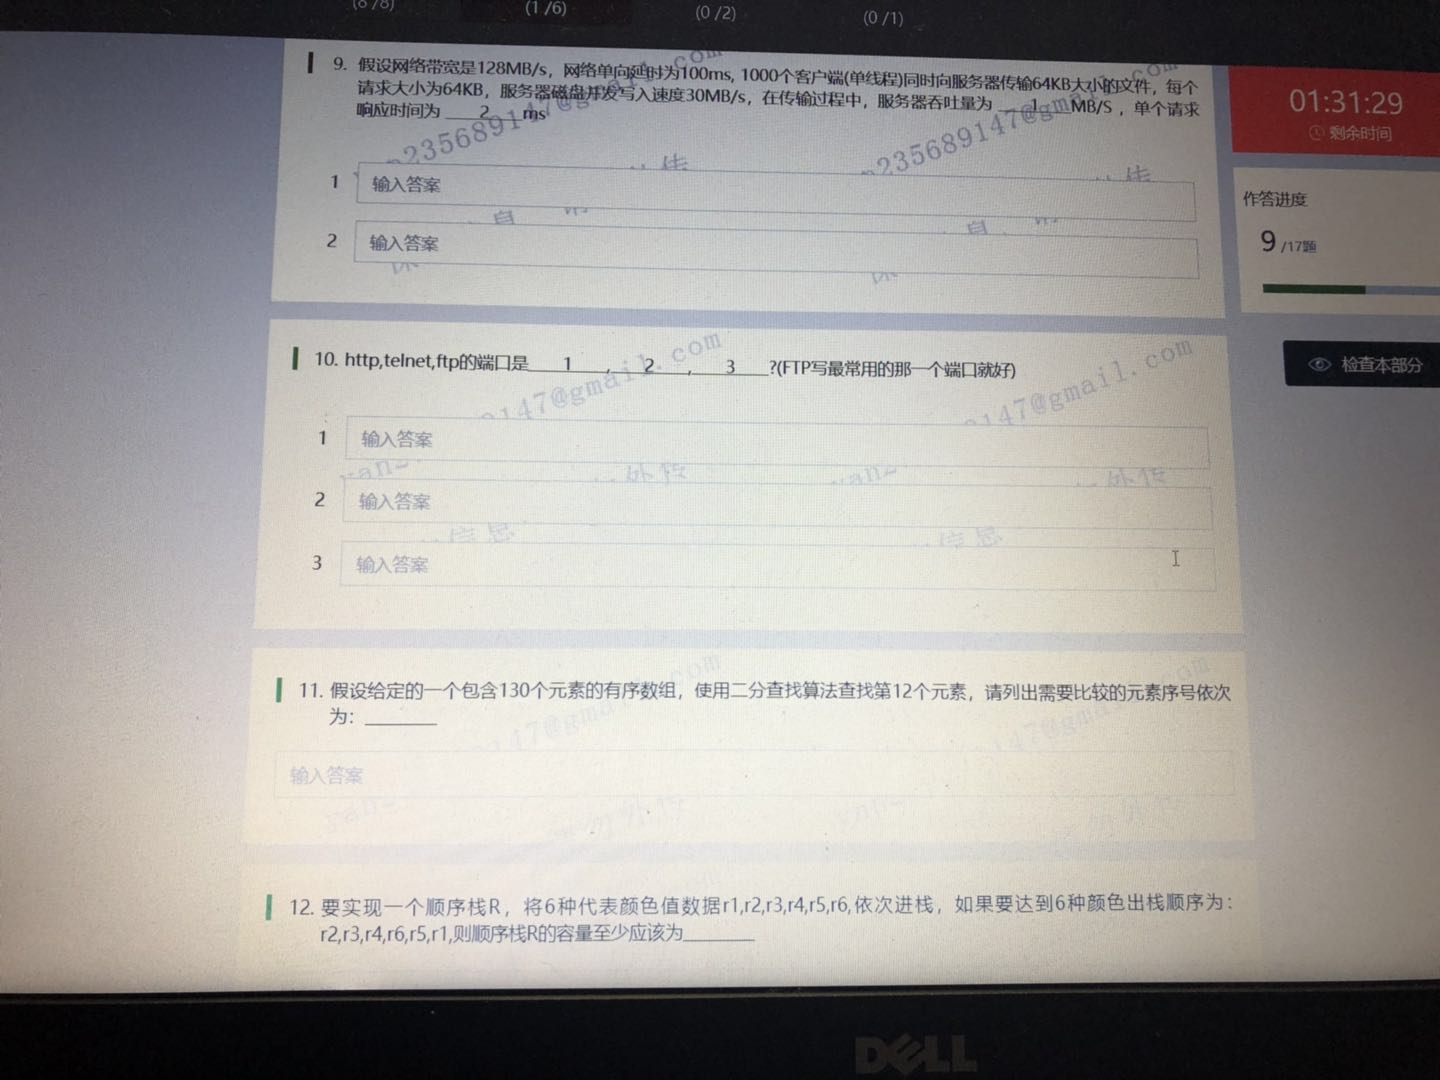 (8/8)
(1/6)
(0/2)
(0/1)
9. 假设网络带宽是128MB/s，网络单向延时为100ms, 1000个客户端(单线程)同时向服务器传输64KB大小的文件，每个
请求大小为64KB，服务器磁盘并发写入速度30MB/s，在传输过程中，服务器吞吐量为 ___1___MB/S ，单个请求
响应时间为 ___2___ ms
1 输入答案
2 输入答案
01:31:29
剩余时间
作答进度
9 /17题
检查本部分
10. http,telnet,ftp的端口是___1___, ___2___, ___3___?(FTP写最常用的那一个端口就好)
1 输入答案
2 输入答案
3 输入答案
11. 假设给定的一个包含130个元素的有序数组，使用二分查找算法查找第12个元素，请列出需要比较的元素序号依次
为：________
输入答案
12. 要实现一个顺序栈R，将6种代表颜色值数据r1,r2,r3,r4,r5,r6,依次进栈，如果要达到6种颜色出栈顺序为：
r2,r3,r4,r6,r5,r1,则顺序栈R的容量至少应该为________
DELL